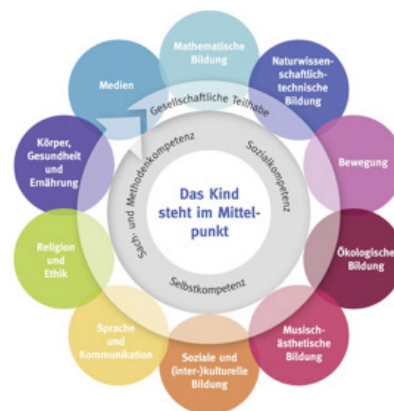 Mathematische
Bildung
Naturwissen-
schaftlich-
technische
Bildung
Bewegung
Ökologische
Bildung
Musisch-
ästhetische
Bildung
Soziale und
(inter-)kulturelle
Bildung
Sprache
und
Kommunikation
Religion
und
Ethik
Körper,
Gesundheit
und
Ernährung
Medien
Gesellschaftliche Teilhabe
Sach- und Methodenkompetenz
Sozialkompetenz
Selbstkompetenz
Das Kind
steht im Mittel-
punkt